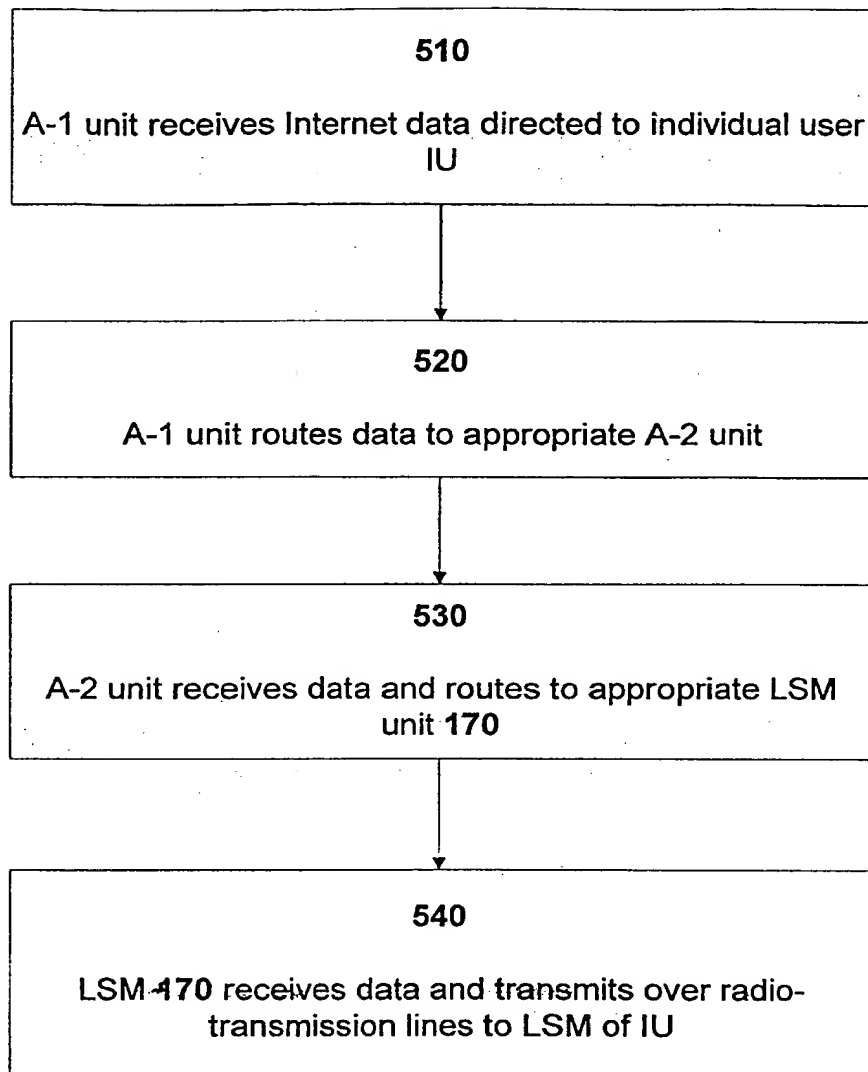 510
A-1 unit receives Internet data directed to individual user
IU
520
A-1 unit routes data to appropriate A-2 unit
530
A-2 unit receives data and routes to appropriate LSM
unit 170
540
LSM 170 receives data and transmits over radio-
transmission lines to LSM of IU